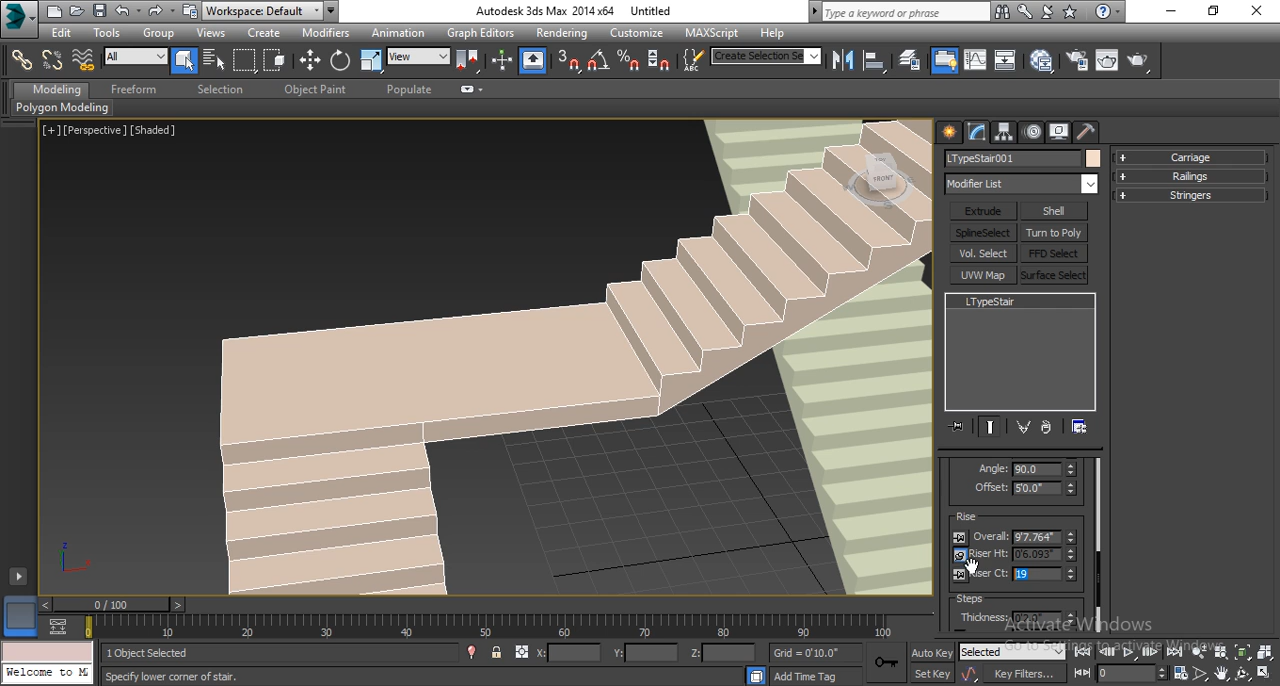 Workspace: Default
Autodesk 3ds Max 2014 x64 Untitled
Type a keyword or phrase
Edit Tools Group Views Create Modifiers Animation Graph Editors Rendering Customize MAXScript Help
All View 3 Create Selection Se
Modeling Freeform Selection Object Paint Populate
Polygon Modeling
[+] [Perspective] [Shaded]
FRONT
LTypeStair001
Modifier List
Extrude Shell
SplineSelect Turn to Poly
Vol. Select FFD Select
UVW Map Surface Select
LTypeStair
+ Carriage
+ Railings
+ Stringers
Angle: 90.0
Offset: 5'0.0"
Rise
Overall: 9'7.764"
Riser Ht: 0'6.093"
Riser Ct: 19
Steps
Thickness:
Activate Windows
Go to Settings to activate Windows.
z
< 0 / 100 >
0 10 20 30 40 50 60 70 80 90 100
1 Object Selected X: Y: Z: Grid = 0'10.0" Auto Key Selected
Welcome to M Specify lower corner of stair. Add Time Tag Set Key Key Filters... 0